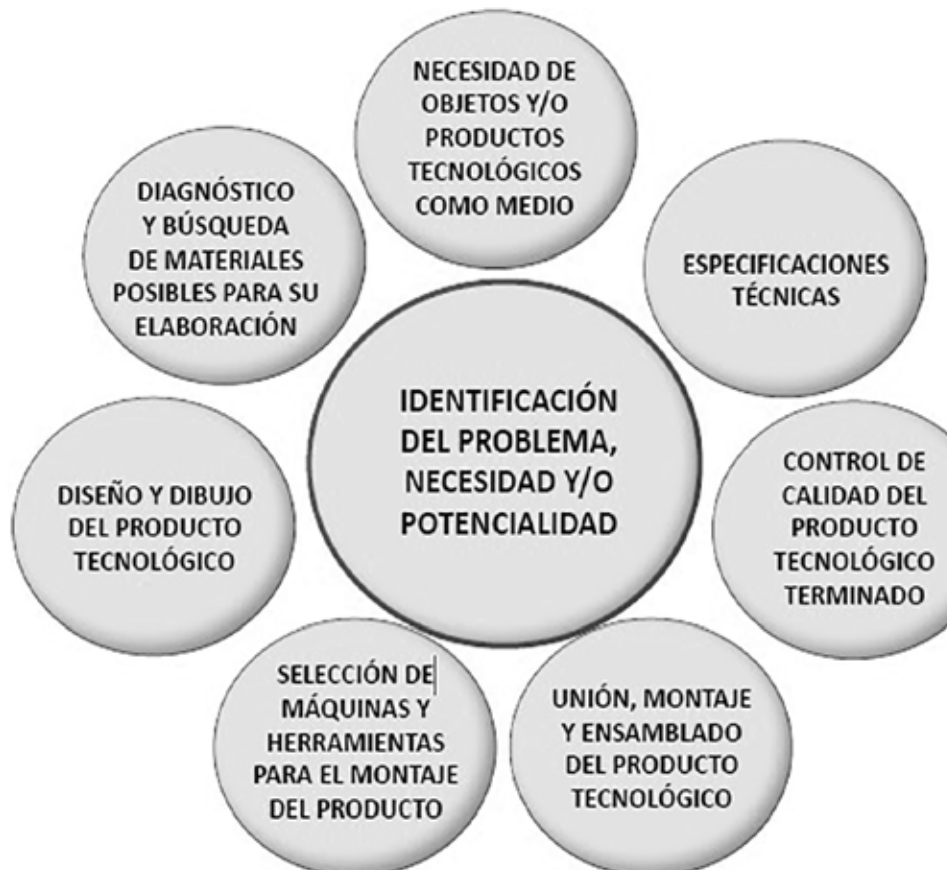 NECESIDAD DE
OBJETOS Y/O
PRODUCTOS
TECNOLÓGICOS
COMO MEDIO
DIAGNÓSTICO
Y BÚSQUEDA
DE MATERIALES
POSIBLES PARA SU
ELABORACIÓN
ESPECIFICACIONES
TÉCNICAS
IDENTIFICACIÓN
DEL PROBLEMA,
NECESIDAD Y/O
POTENCIALIDAD
DISEÑO Y DIBUJO
DEL PRODUCTO
TECNOLÓGICO
CONTROL DE
CALIDAD DEL
PRODUCTO
TECNOLÓGICO
TERMINADO
SELECCIÓN DE
MÁQUINAS Y
HERRAMIENTAS
PARA EL MONTAJE
DEL PRODUCTO
UNIÓN, MONTAJE
Y ENSAMBLADO
DEL PRODUCTO
TECNOLÓGICO